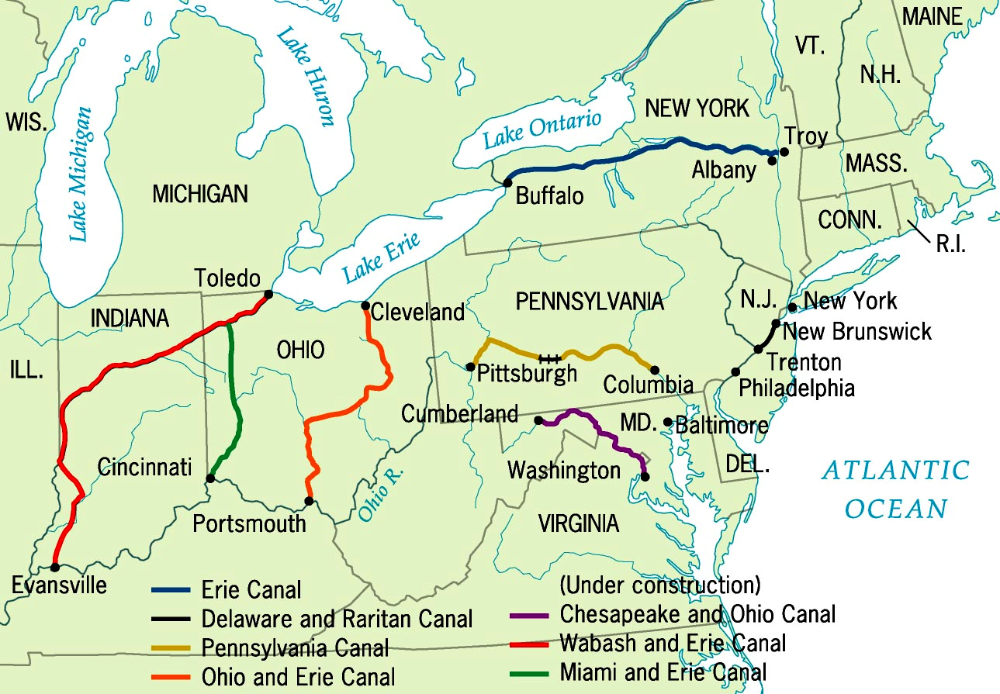 MAINE
VT.
N.H.
Lake Huron
NEW YORK
WIS.
Lake Michigan
Lake Ontario
Troy
MASS.
Albany
MICHIGAN
Buffalo
CONN.
R.I.
Lake Erie
Toledo
PENNSYLVANIA
N.J.
New York
INDIANA
Cleveland
New Brunswick
OHIO
Trenton
ILL.
Pittsburgh
Columbia
Philadelphia
Cumberland
MD.
Baltimore
Cincinnati
Washington
DEL.
ATLANTIC
OCEAN
Ohio R.
Portsmouth
VIRGINIA
Evansville
Erie Canal
Delaware and Raritan Canal
Pennsylvania Canal
Ohio and Erie Canal
(Under construction)
Chesapeake and Ohio Canal
Wabash and Erie Canal
Miami and Erie Canal